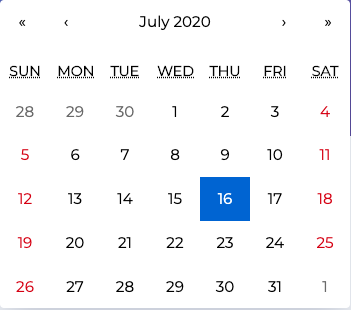 « ‹ July 2020 › »
SUN MON TUE WED THU FRI SAT
28 29 30 1 2 3 4
5 6 7 8 9 10 11
12 13 14 15 16 17 18
19 20 21 22 23 24 25
26 27 28 29 30 31 1